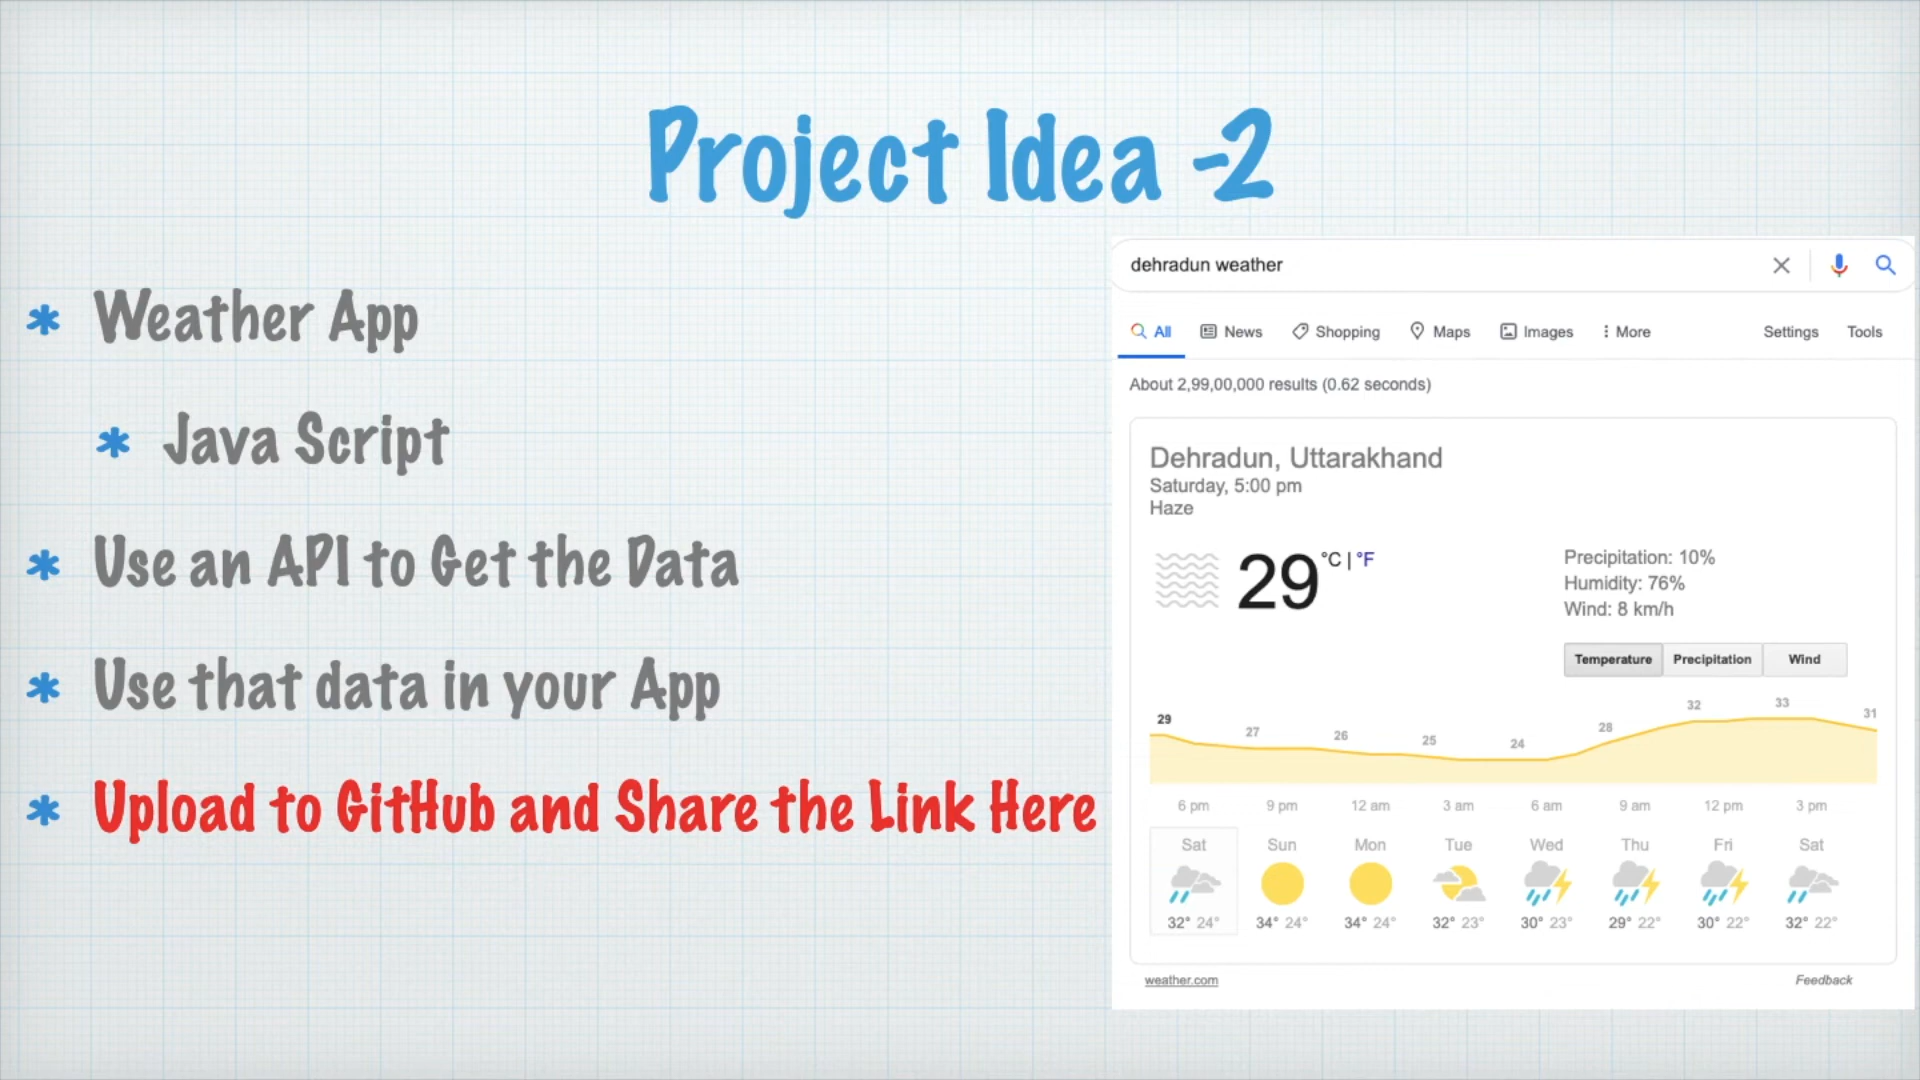 Project Idea -2
* Weather App
* Java Script
* Use an API to Get the Data
* Use that data in your App
* Upload to GitHub and Share the Link Here
dehradun weather
All News Shopping Maps Images More Settings Tools
About 2,99,00,000 results (0.62 seconds)
Dehradun, Uttarakhand
Saturday, 5:00 pm
Haze
29 °C | °F
Precipitation: 10%
Humidity: 76%
Wind: 8 km/h
Temperature Precipitation Wind
29 27 26 25 24 28 32 33 31
6 pm 9 pm 12 am 3 am 6 am 9 am 12 pm 3 pm
Sat Sun Mon Tue Wed Thu Fri Sat
32° 24° 34° 24° 34° 24° 32° 23° 30° 23° 29° 22° 30° 22° 32° 22°
weather.com Feedback